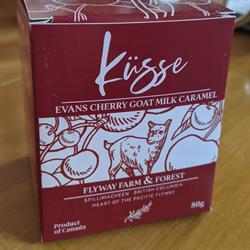 Küsse
EVANS CHERRY GOAT MILK CARAMEL
FLYWAY FARM & FOREST
SPILLIMACHEEN BRITISH COLUMBIA
HEART OF THE PACIFIC FLYWAY
Product
of Canada
80g